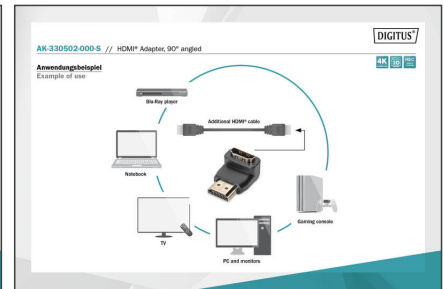 DIGITUS®
AK-330502-000-S // HDMI® Adapter, 90° angled
Anwendungsbeispiel
Example of use
4K
3D
Blu-Ray player
Additional HDMI® cable
Notebook
Gaming console
TV
PC and monitors